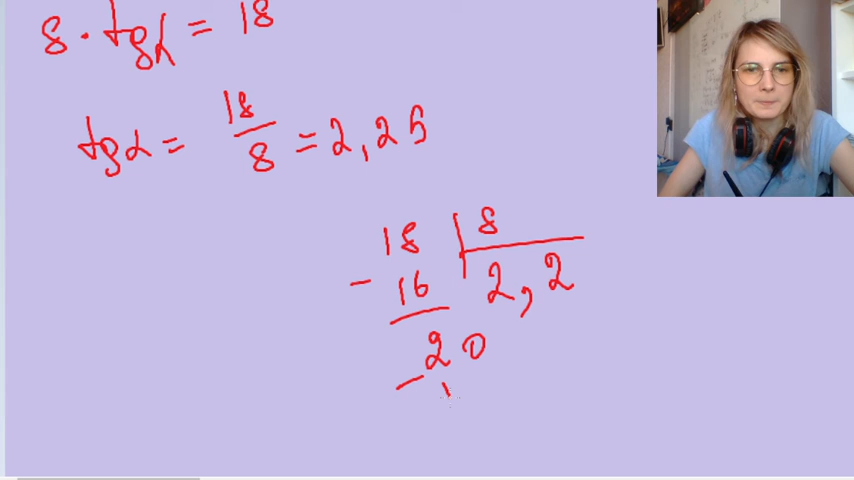 8 · tgα = 18
tgα = 18/8 = 2,25
18 | 8
- 16 2,2
20
-